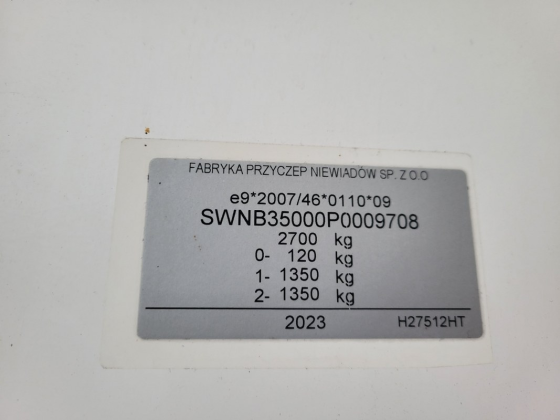 FABRYKA PRZYCZEP NIEWIADÓW SP. Z O.O
e9*2007/46*0110*09
SWNB35000P0009708
2700 kg
0- 120 kg
1- 1350 kg
2- 1350 kg
2023 H27512HT